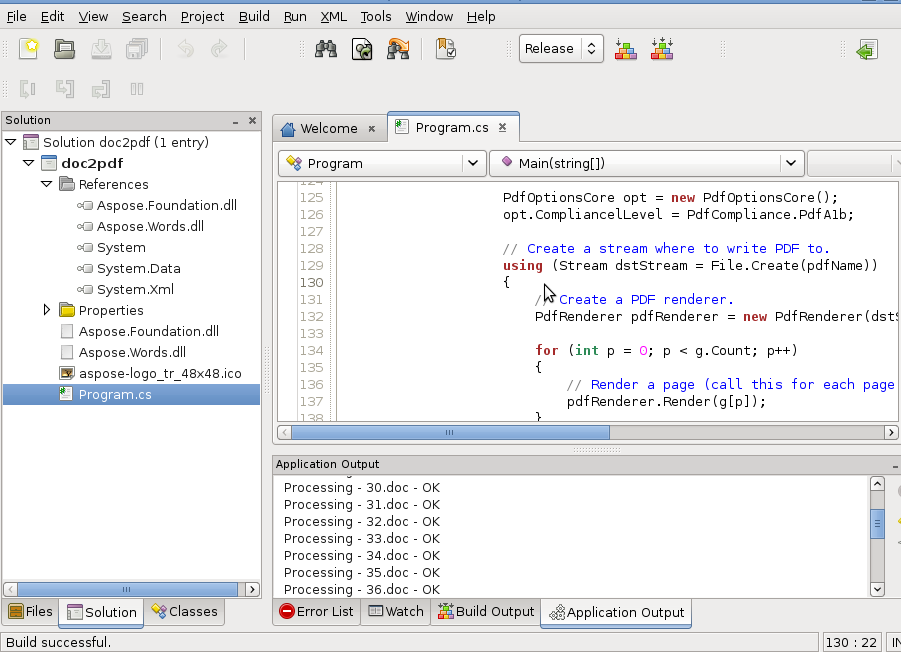 File Edit View Search Project Build Run XML Tools Window Help
Release
Solution
Solution doc2pdf (1 entry)
doc2pdf
References
Aspose.Foundation.dll
Aspose.Words.dll
System
System.Data
System.Xml
Properties
Aspose.Foundation.dll
Aspose.Words.dll
aspose-logo_tr_48x48.ico
Program.cs
Files Solution Classes
Welcome Program.cs
Program Main(string[])
124
125 PdfOptionsCore opt = new PdfOptionsCore();
126 opt.CompliancelLevel = PdfCompliance.PdfA1b;
127
128 // Create a stream where to write PDF to.
129 using (Stream dstStream = File.Create(pdfName))
130 {
131 // Create a PDF renderer.
132 PdfRenderer pdfRenderer = new PdfRenderer(dstS
133
134 for (int p = 0; p < g.Count; p++)
135 {
136 // Render a page (call this for each page
137 pdfRenderer.Render(g[p]);
138 }
Application Output
Processing - 30.doc - OK
Processing - 31.doc - OK
Processing - 32.doc - OK
Processing - 33.doc - OK
Processing - 34.doc - OK
Processing - 35.doc - OK
Processing - 36.doc - OK
Error List Watch Build Output Application Output
Build successful. 130 : 22 IN